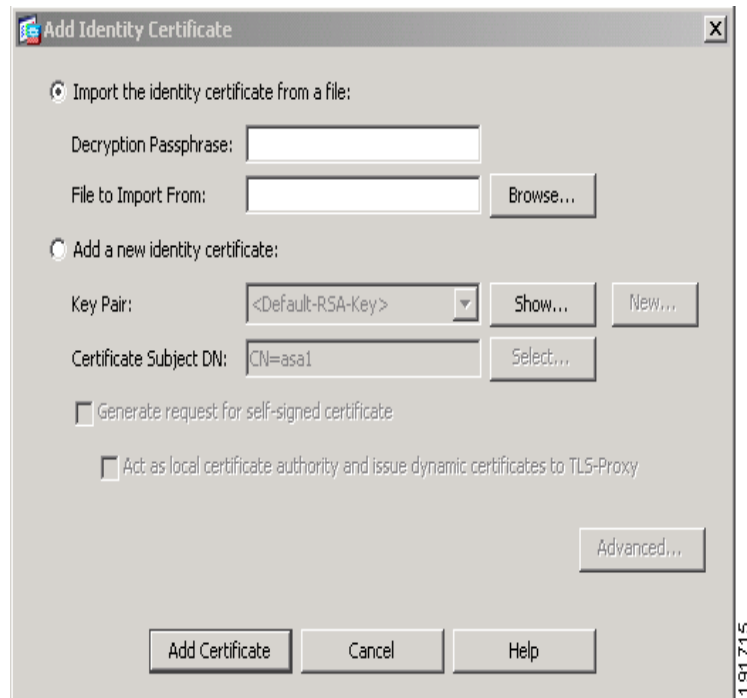 Add Identity Certificate X
Import the identity certificate from a file:
Decryption Passphrase:
File to Import From: Browse...
Add a new identity certificate:
Key Pair: <Default-RSA-Key> Show... New...
Certificate Subject DN: CN=asa1 Select...
Generate request for self-signed certificate
Act as local certificate authority and issue dynamic certificates to TLS-Proxy
Advanced...
Add Certificate Cancel Help
191715